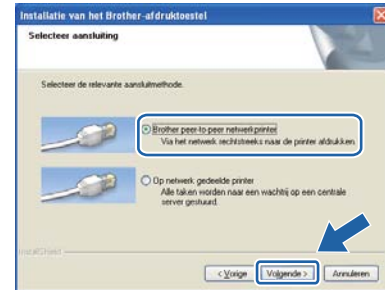 Installatie van het Brother-afdruktoestel
Selecteer aansluiting
Selecteer de relevante aansluitmethode.
Brother peer-to-peer netwerkprinter
Via het netwerk rechtstreeks naar de printer afdrukken.
Op netwerk gedeelde printer
Alle taken worden naar een wachtrij op een centrale
server gestuurd.
InstallShield
< Vorige
Volgende >
Annuleren